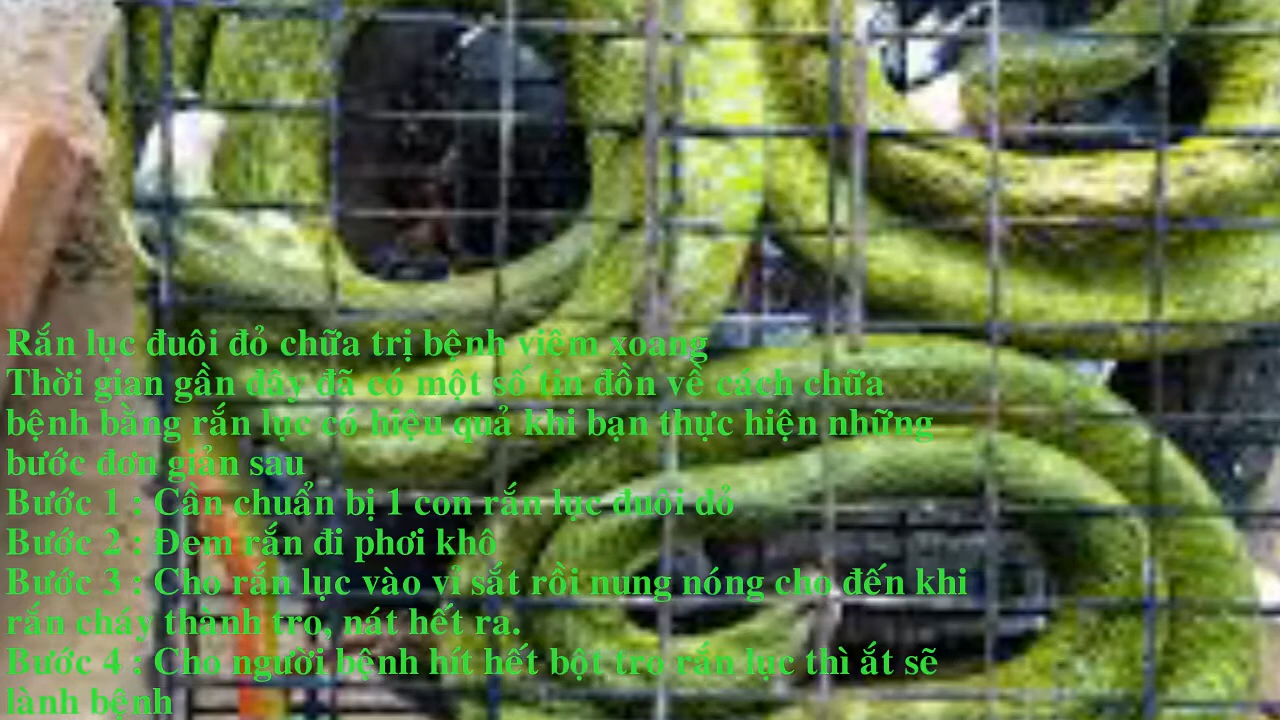 Rắn lục đuôi đỏ chữa trị bệnh viêm xoang
Thời gian gần đây đã có một số tin đồn về cách chữa
bệnh bằng rắn lục có hiệu quả khi bạn thực hiện những
bước đơn giản sau
Bước 1 : Cần chuẩn bị 1 con rắn lục đuôi đỏ
Bước 2 : Đem rắn đi phơi khô
Bước 3 : Cho rắn lục vào vỉ sắt rồi nung nóng cho đến khi
rắn cháy thành tro, nát hết ra.
Bước 4 : Cho người bệnh hít hết bột tro rắn lục thì ắt sẽ
lành bệnh